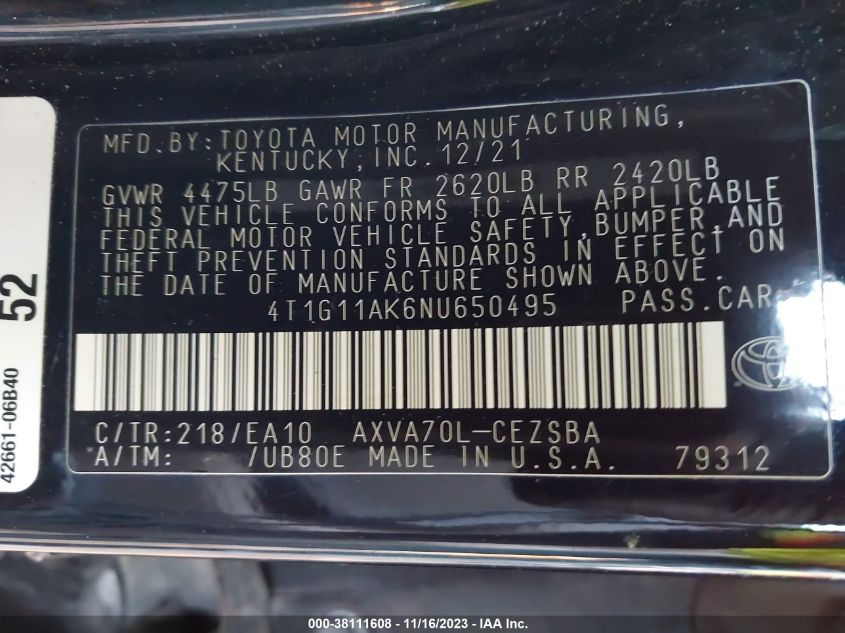 MFD. BY: TOYOTA MOTOR MANUFACTURING,
KENTUCKY, INC. 12/21
GVWR 4475LB GAWR FR 2620LB RR 2420LB
THIS VEHICLE CONFORMS TO ALL APPLICABLE
FEDERAL MOTOR VEHICLE SAFETY, BUMPER, AND
THEFT PREVENTION STANDARDS IN EFFECT ON
THE DATE OF MANUFACTURE SHOWN ABOVE.
4T1G11AK6NU650495 PASS. CAR
C/TR: 218/EA10 AXVA70L-CEZSBA
A/TM: /UB80E MADE IN U.S.A. 79312
52
42661-06B40
000-38111608 - 11/16/2023 - COPYRIGHT IAA, LLC.